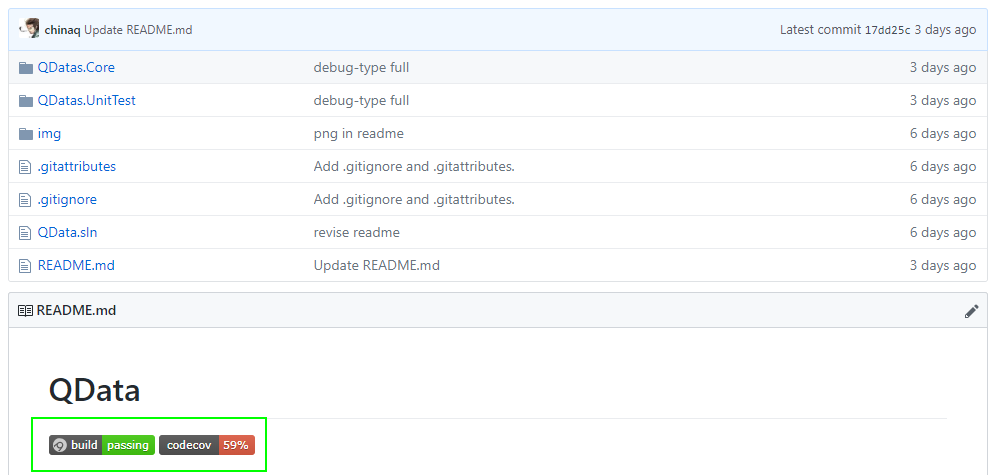 chinaq Update README.md Latest commit 17dd25c 3 days ago
QDatas.Core debug-type full 3 days ago
QDatas.UnitTest debug-type full 3 days ago
img png in readme 6 days ago
.gitattributes Add .gitignore and .gitattributes. 6 days ago
.gitignore Add .gitignore and .gitattributes. 6 days ago
QData.sln revise readme 6 days ago
README.md Update README.md 3 days ago
README.md
QData
build passing codecov 59%